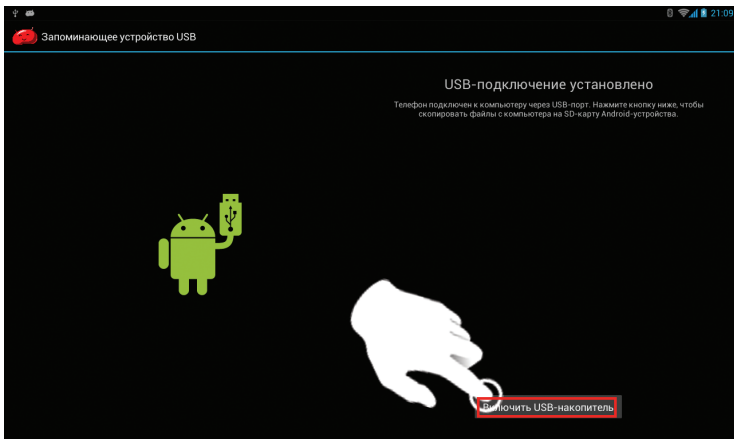 21:09
Запоминающее устройство USB
USB-подключение установлено
Телефон подключен к компьютеру через USB-порт. Нажмите кнопку ниже, чтобы
скопировать файлы с компьютера на SD-карту Android-устройства.
Включить USB-накопитель